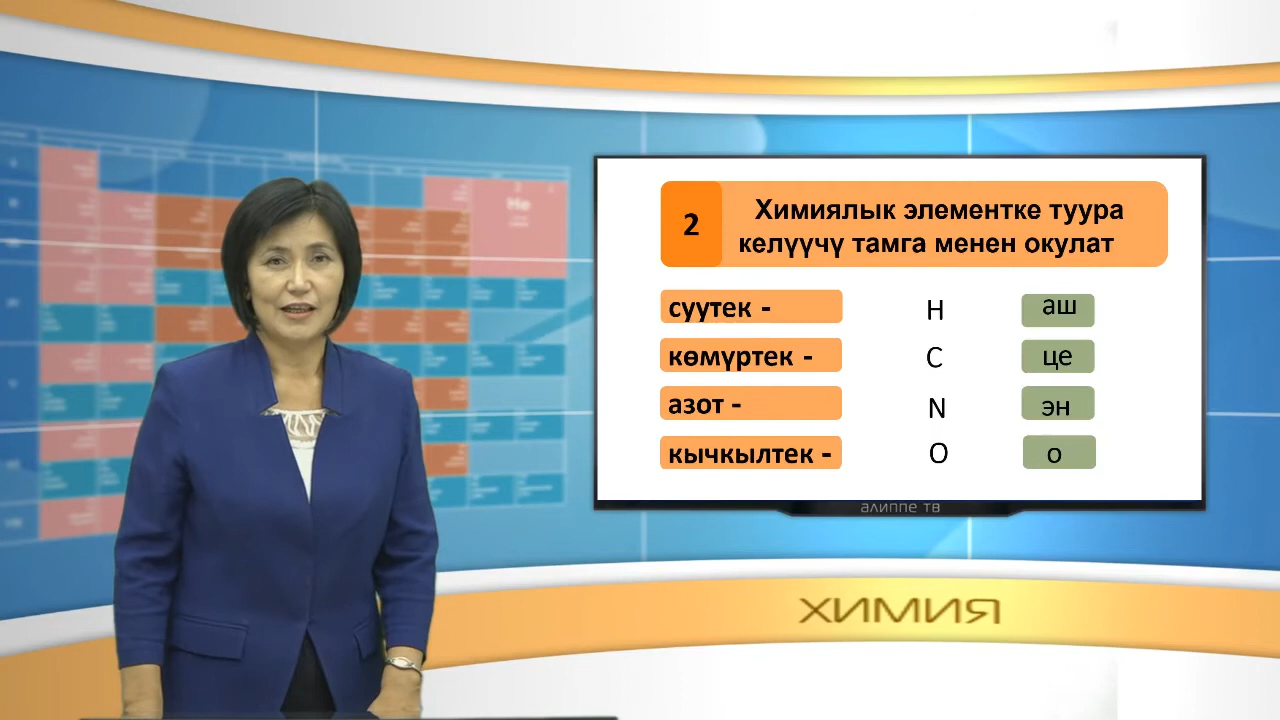 2
Химиялык элементке туура
келүүчү тамга менен окулат
суутек - H аш
көмүртек - C це
азот - N эн
кычкылтек - O о
алиппе тв
ХИМИЯ
He